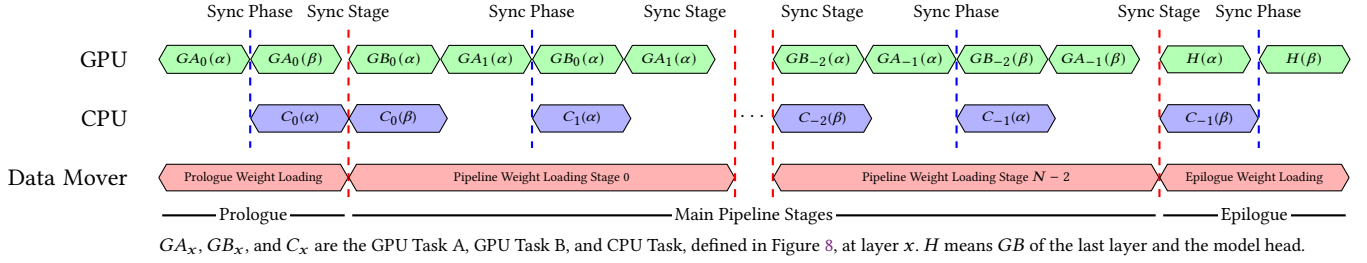 Sync Phase Sync Stage Sync Phase Sync Stage Sync Phase Sync Stage Sync Phase
GPU GA₀(α) GA₀(β) GB₀(α) GA₁(α) GB₀(α) GA₁(α) GB₋₂(α) GA₋₁(α) GB₋₂(β) GA₋₁(β) H(α) H(β)
CPU C₀(α) C₀(β) C₁(α) · · · C₋₂(β) C₋₁(α) C₋₁(β)
Data Mover Prologue Weight Loading Pipeline Weight Loading Stage 0 Pipeline Weight Loading Stage N − 2 Epilogue Weight Loading
Prologue Main Pipeline Stages Epilogue
GAₓ, GBₓ, and Cₓ are the GPU Task A, GPU Task B, and CPU Task, defined in Figure 8, at layer x. H means GB of the last layer and the model head.